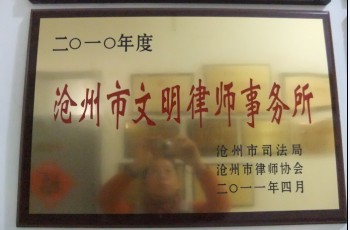 二〇一〇年度
沧州市文明律师事务所
沧州市司法局
沧州市律师协会
二〇一一年四月